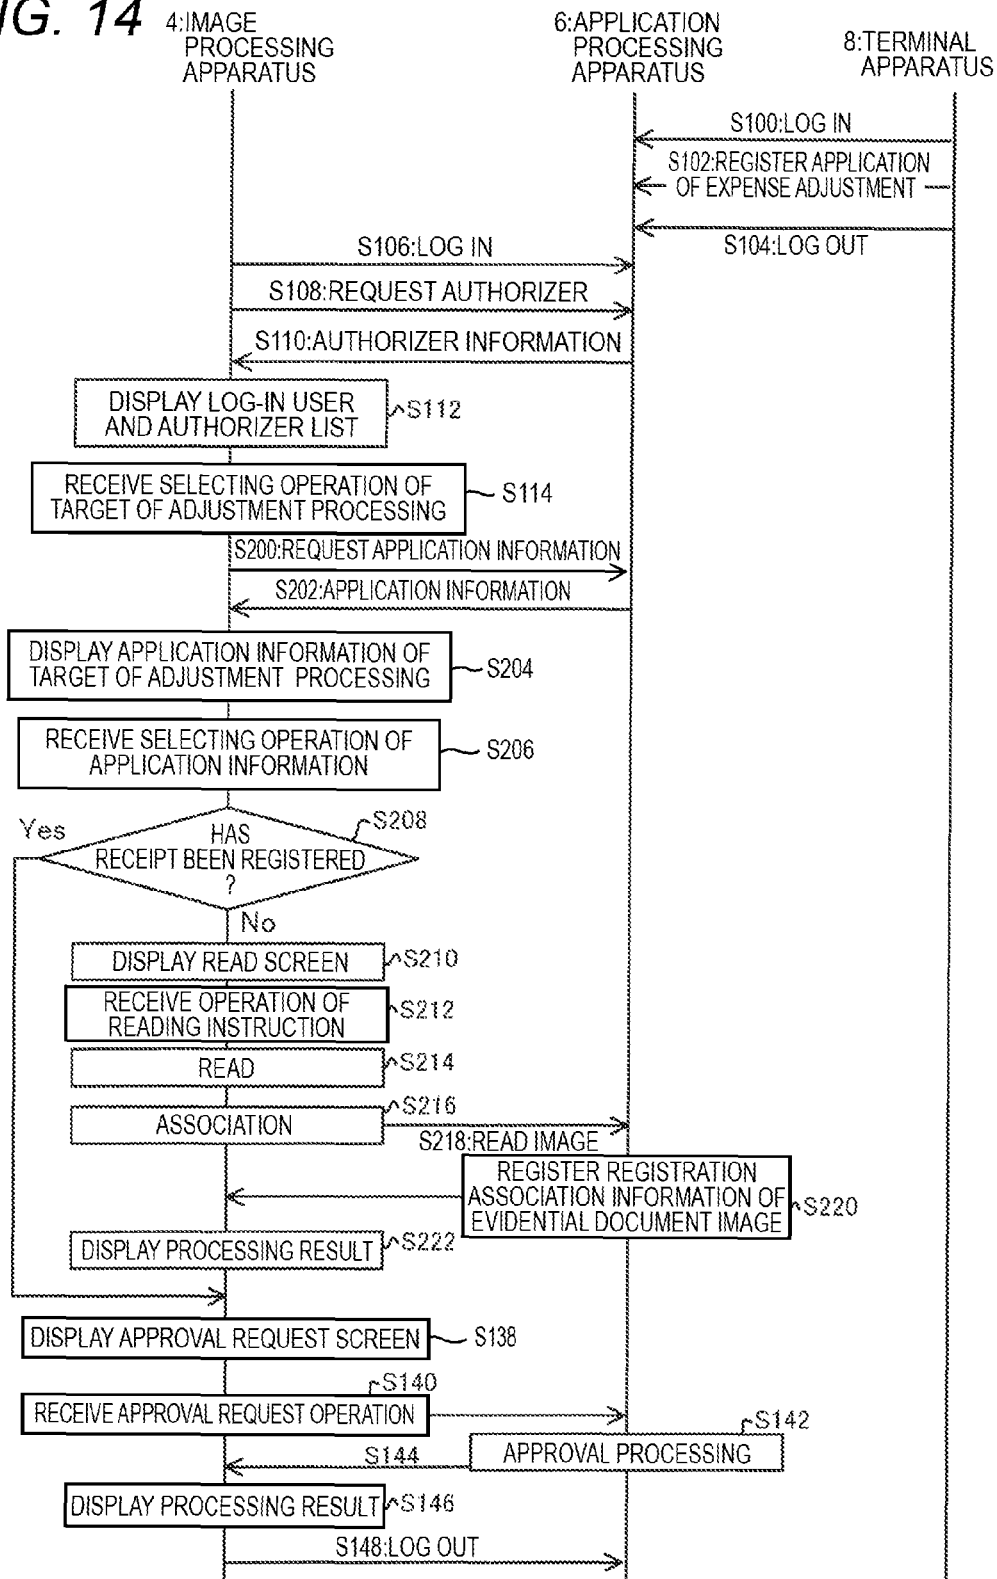 IG. 14
4:IMAGE
PROCESSING
APPARATUS
6:APPLICATION
PROCESSING
APPARATUS
8:TERMINAL
APPARATUS
S100:LOG IN
S102:REGISTER APPLICATION
OF EXPENSE ADJUSTMENT
S104:LOG OUT
S106:LOG IN
S108:REQUEST AUTHORIZER
S110:AUTHORIZER INFORMATION
DISPLAY LOG-IN USER
AND AUTHORIZER LIST
S112
RECEIVE SELECTING OPERATION OF
TARGET OF ADJUSTMENT PROCESSING
S114
S200:REQUEST APPLICATION INFORMATION
S202:APPLICATION INFORMATION
DISPLAY APPLICATION INFORMATION OF
TARGET OF ADJUSTMENT PROCESSING
S204
RECEIVE SELECTING OPERATION OF
APPLICATION INFORMATION
S206
Yes
S208
HAS
RECEIPT BEEN REGISTERED
?
No
DISPLAY READ SCREEN
S210
RECEIVE OPERATION OF
READING INSTRUCTION
S212
READ
S214
ASSOCIATION
S216
S218:READ IMAGE
REGISTER REGISTRATION
ASSOCIATION INFORMATION OF
EVIDENTIAL DOCUMENT IMAGE
S220
DISPLAY PROCESSING RESULT
S222
DISPLAY APPROVAL REQUEST SCREEN
S138
S140
RECEIVE APPROVAL REQUEST OPERATION
S142
APPROVAL PROCESSING
S144
DISPLAY PROCESSING RESULT
S146
S148:LOG OUT